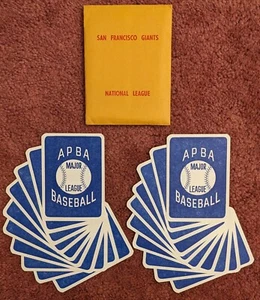 SAN FRANCISCO GIANTS
NATIONAL LEAGUE
APBA
MAJOR
LEAGUE
BASEBALL
APBA
MAJOR
LEAGUE
BASEBALL